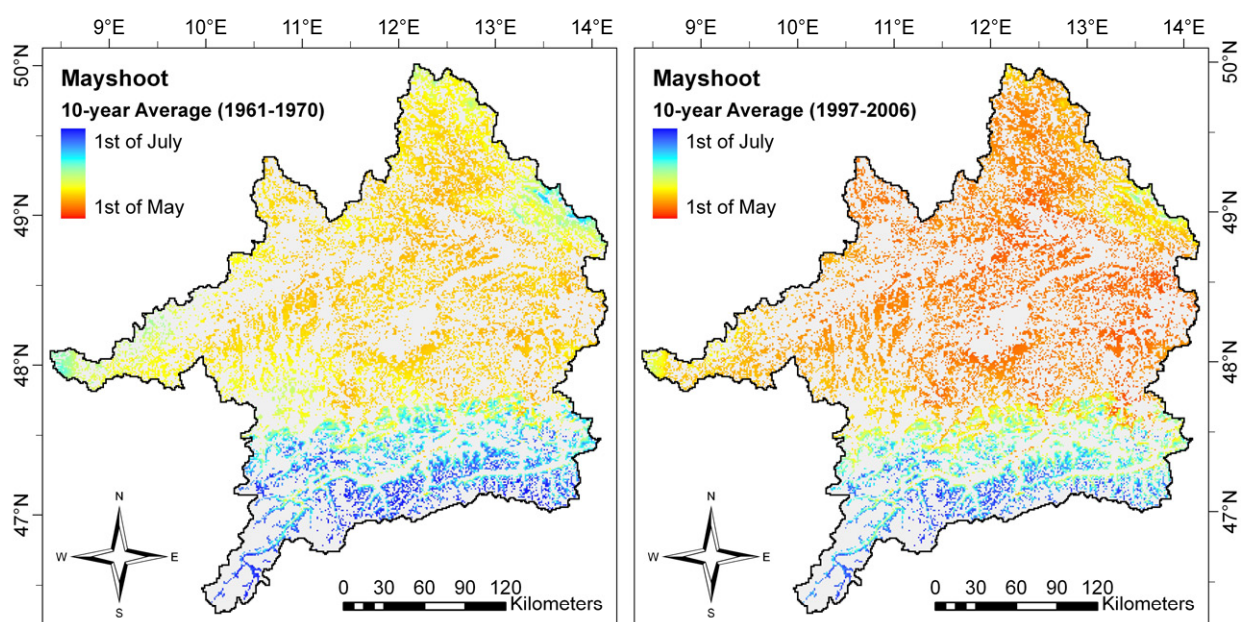 9°E 10°E 11°E 12°E 13°E 14°E
50°N
49°N
48°N
47°N
Mayshoot
10-year Average (1961-1970)
1st of July
1st of May
N
W E
S
0 30 60 90 120
Kilometers
9°E 10°E 11°E 12°E 13°E 14°E
Mayshoot
10-year Average (1997-2006)
1st of July
1st of May
N
W E
S
0 30 60 90 120
Kilometers
50°N
49°N
48°N
47°N